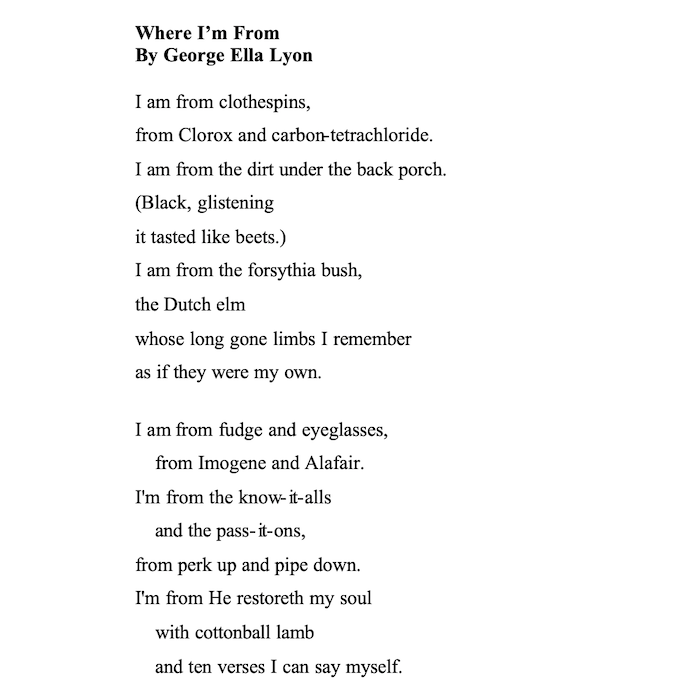 Where I'm From
By George Ella Lyon
I am from clothespins,
from Clorox and carbon-tetrachloride.
I am from the dirt under the back porch.
(Black, glistening
it tasted like beets.)
I am from the forsythia bush,
the Dutch elm
whose long gone limbs I remember
as if they were my own.
I am from fudge and eyeglasses,
from Imogene and Alafair.
I'm from the know-it-alls
and the pass-it-ons,
from perk up and pipe down.
I'm from He restoreth my soul
with cottonball lamb
and ten verses I can say myself.